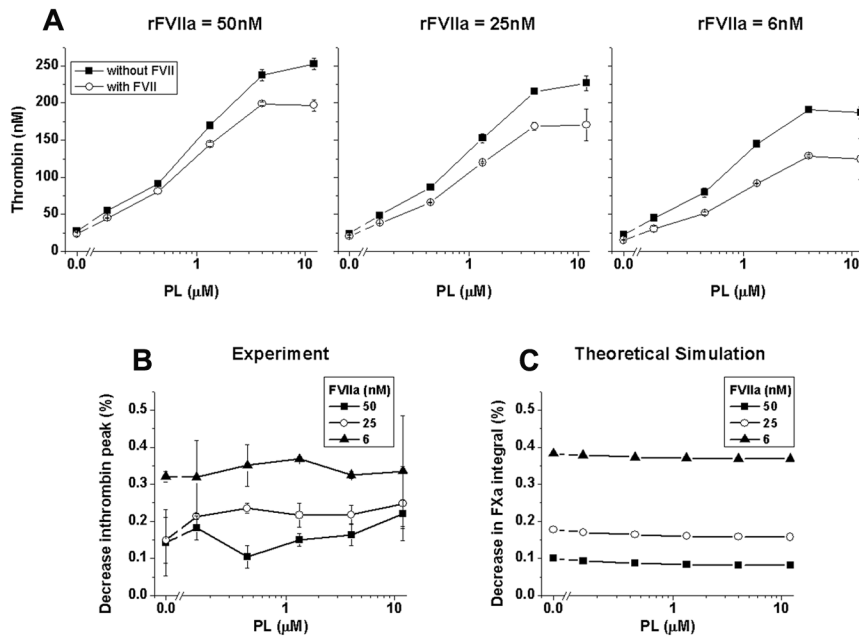 A
rFVIIa = 50nM
rFVIIa = 25nM
rFVIIa = 6nM
without FVII
with FVII
Thrombin (nM)
250
200
150
100
50
0
0.0 1 10
0.0 1 10
0.0 1 10
PL (μM)
PL (μM)
PL (μM)
B
Experiment
FVIIa (nM)
50
25
6
Decrease inthrombin peak (%)
0.5
0.4
0.3
0.2
0.1
0.0
0.0 1 10
PL (μM)
C
Theoretical Simulation
FVIIa (nM)
50
25
6
Decrease in FXa integral (%)
0.5
0.4
0.3
0.2
0.1
0.0
0.0 1 10
PL (μM)